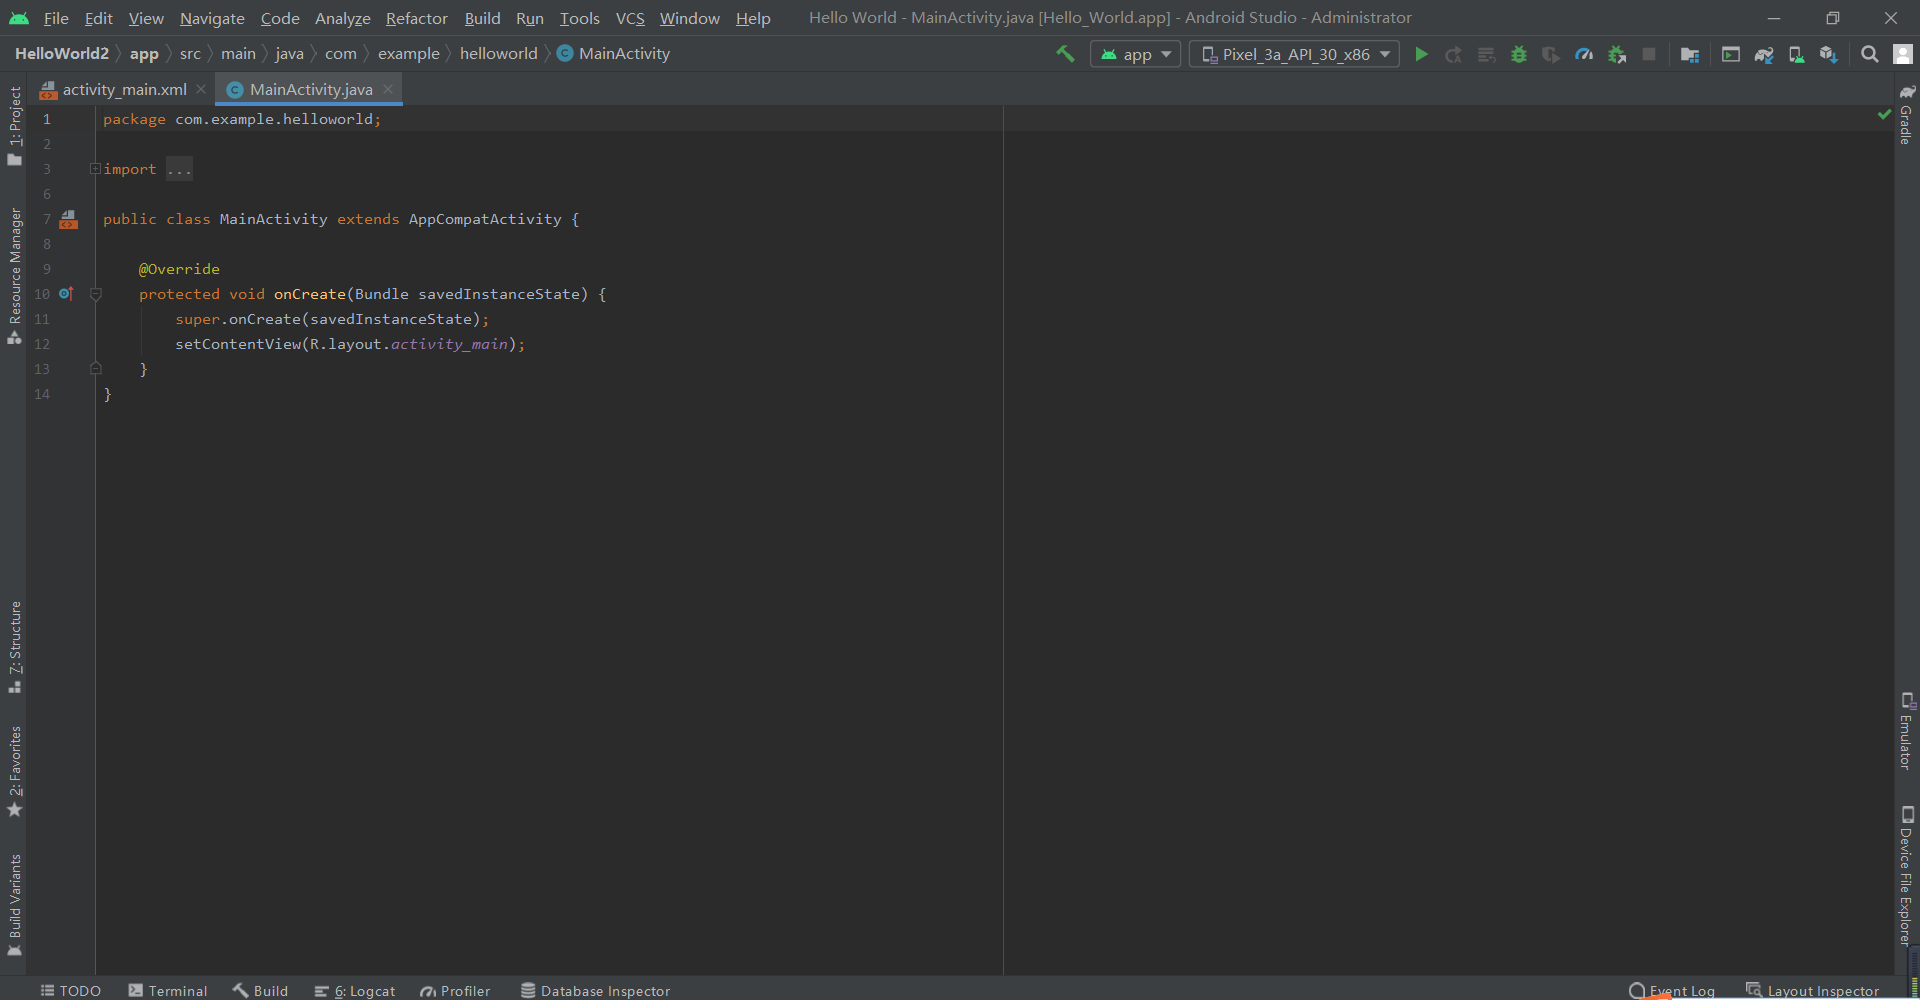 File Edit View Navigate Code Analyze Refactor Build Run Tools VCS Window Help Hello World - MainActivity.java [Hello_World.app] - Android Studio - Administrator
HelloWorld2 app src main java com example helloworld MainActivity app Pixel_3a_API_30_x86
activity_main.xml MainActivity.java
1 package com.example.helloworld;
2
3 import ...
6
7 public class MainActivity extends AppCompatActivity {
8
9 @Override
10 protected void onCreate(Bundle savedInstanceState) {
11 super.onCreate(savedInstanceState);
12 setContentView(R.layout.activity_main);
13 }
14 }
1: Project
Resource Manager
7: Structure
2: Favorites
Build Variants
Gradle
Emulator
Device File Explorer
TODO Terminal Build 6: Logcat Profiler Database Inspector Event Log Layout Inspector